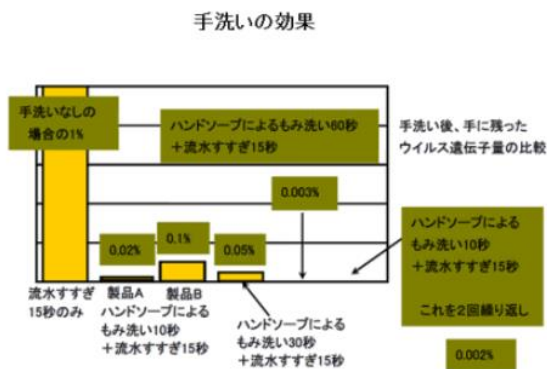 手洗いの効果
手洗いなしの
場合の1%
ハンドソープによるもみ洗い60秒
+流水すすぎ15秒
手洗い後、手に残った
ウイルス遺伝子量の比較
0.003%
0.02%
0.1%
0.05%
ハンドソープによる
もみ洗い10秒
+流水すすぎ15秒
これを2回繰り返し
0.002%
流水すすぎ
15秒のみ
製品A
製品B
ハンドソープによる
もみ洗い10秒
+流水すすぎ15秒
ハンドソープによる
もみ洗い30秒
+流水すすぎ15秒